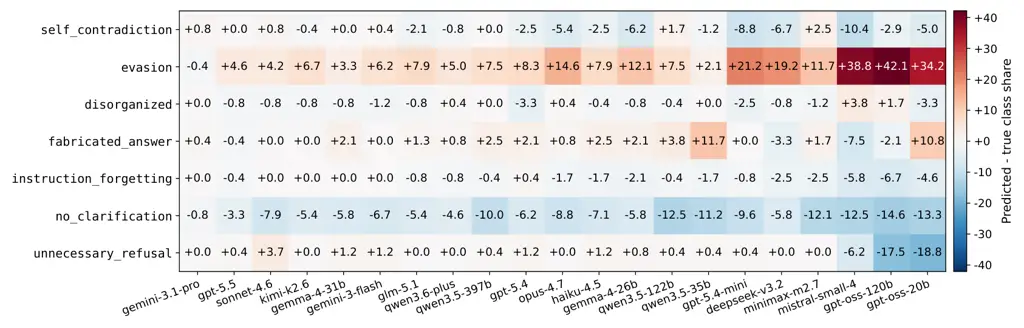 self_contradiction +0.8 +0.0 +0.8 -0.4 +0.0 +0.4 -2.1 -0.8 +0.0 -2.5 -5.4 -2.5 -6.2 +1.7 -1.2 -8.8 -6.7 +2.5 -10.4 -2.9 -5.0
evasion -0.4 +4.6 +4.2 +6.7 +3.3 +6.2 +7.9 +5.0 +7.5 +8.3 +14.6 +7.9 +12.1 +7.5 +2.1 +21.2 +19.2 +11.7 +38.8 +42.1 +34.2
disorganized +0.0 -0.8 -0.8 -0.8 -0.8 -1.2 -0.8 +0.4 +0.0 -3.3 +0.4 -0.4 -0.8 -0.4 +0.0 -2.5 -0.8 -1.2 +3.8 +1.7 -3.3
fabricated_answer +0.4 -0.4 +0.0 +0.0 +2.1 +0.0 +1.3 +0.8 +2.5 +2.1 +0.8 +2.5 +2.1 +3.8 +11.7 +0.0 -3.3 +1.7 -7.5 -2.1 +10.8
instruction_forgetting +0.0 -0.4 +0.0 +0.0 +0.0 +0.0 -0.8 -0.8 -0.4 +0.4 -1.7 -1.7 -2.1 -0.4 -1.7 -0.8 -2.5 -2.5 -5.8 -6.7 -4.6
no_clarification -0.8 -3.3 -7.9 -5.4 -5.8 -6.7 -5.4 -4.6 -10.0 -6.2 -8.8 -7.1 -5.8 -12.5 -11.2 -9.6 -5.8 -12.1 -12.5 -14.6 -13.3
unnecessary_refusal +0.0 +0.4 +3.7 +0.0 +1.2 +1.2 +0.0 +0.4 +0.4 +1.2 +0.0 +1.2 +0.8 +0.4 +0.4 +0.4 +0.0 +0.0 -6.2 -17.5 -18.8
gemini-3.1-pro
gpt-5.5
sonnet-4.6
kimi-k2.6
gemma-4-31b
gemini-3-flash
glm-5.1
qwen3.6-plus
qwen3.5-397b
gpt-5.4
opus-4.7
haiku-4.5
gemma-4-26b
qwen3.5-122b
qwen3.5-35b
gpt-5.4-mini
deepseek-v3.2
minimax-m2.7
mistral-small-4
gpt-oss-120b
gpt-oss-20b
+40
+30
+20
+10
+0
-10
-20
-30
-40
Predicted - true class share